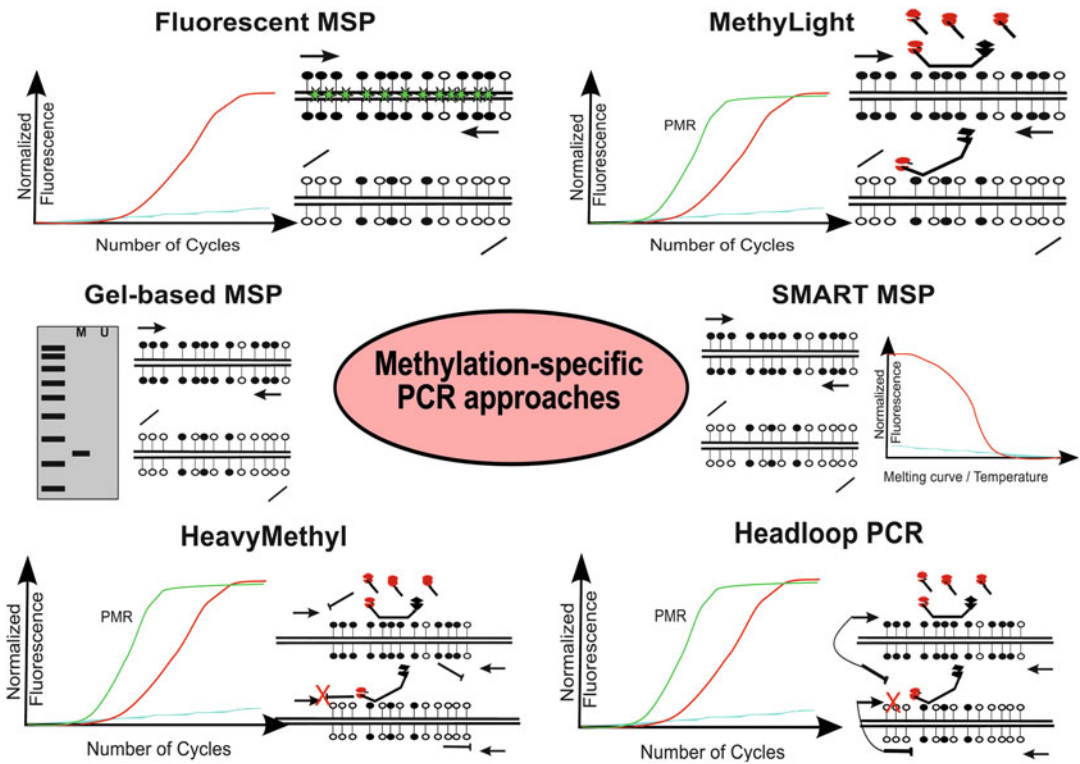 Fluorescent MSP
Normalized
Fluorescence
Number of Cycles
MethyLight
Normalized
Fluorescence
PMR
Number of Cycles
Gel-based MSP
M U
Methylation-specific
PCR approaches
SMART MSP
Normalized
Fluorescence
Melting curve / Temperature
HeavyMethyl
Normalized
Fluorescence
PMR
Number of Cycles
Headloop PCR
Normalized
Fluorescence
PMR
Number of Cycles